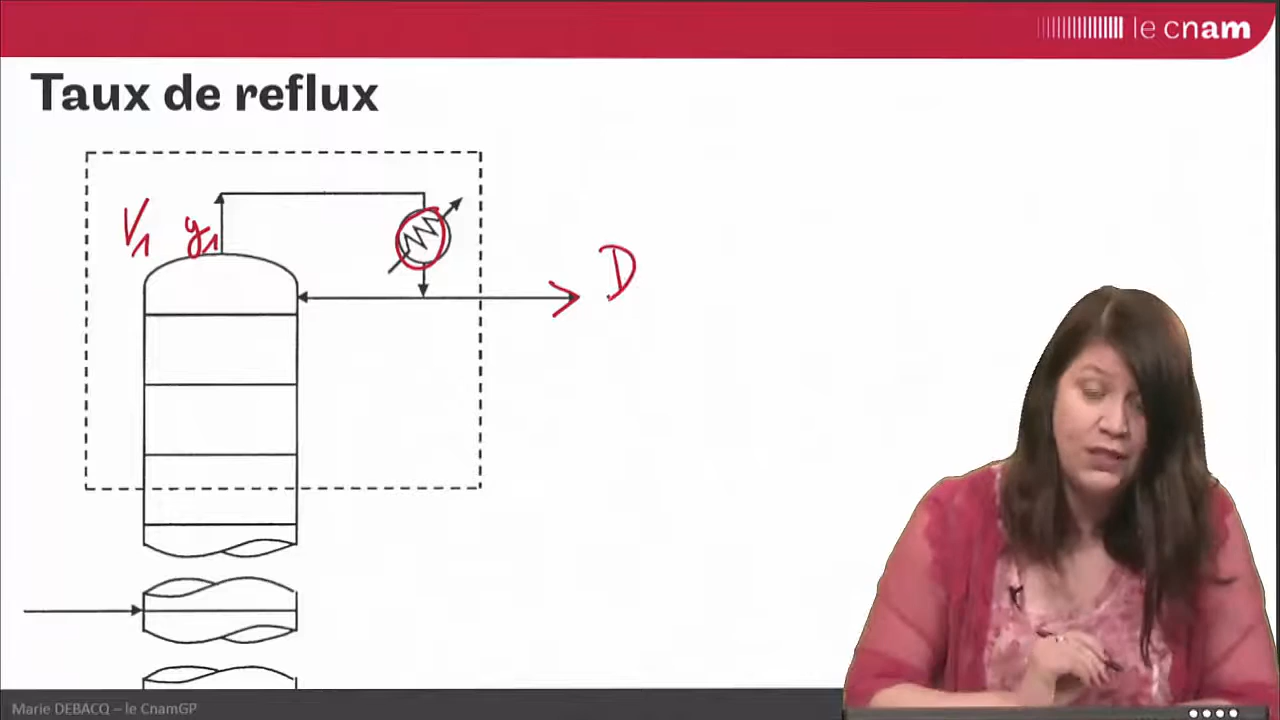 le cnam
Taux de reflux
V1 y1
D
Marie DEBACQ – le CnamGP